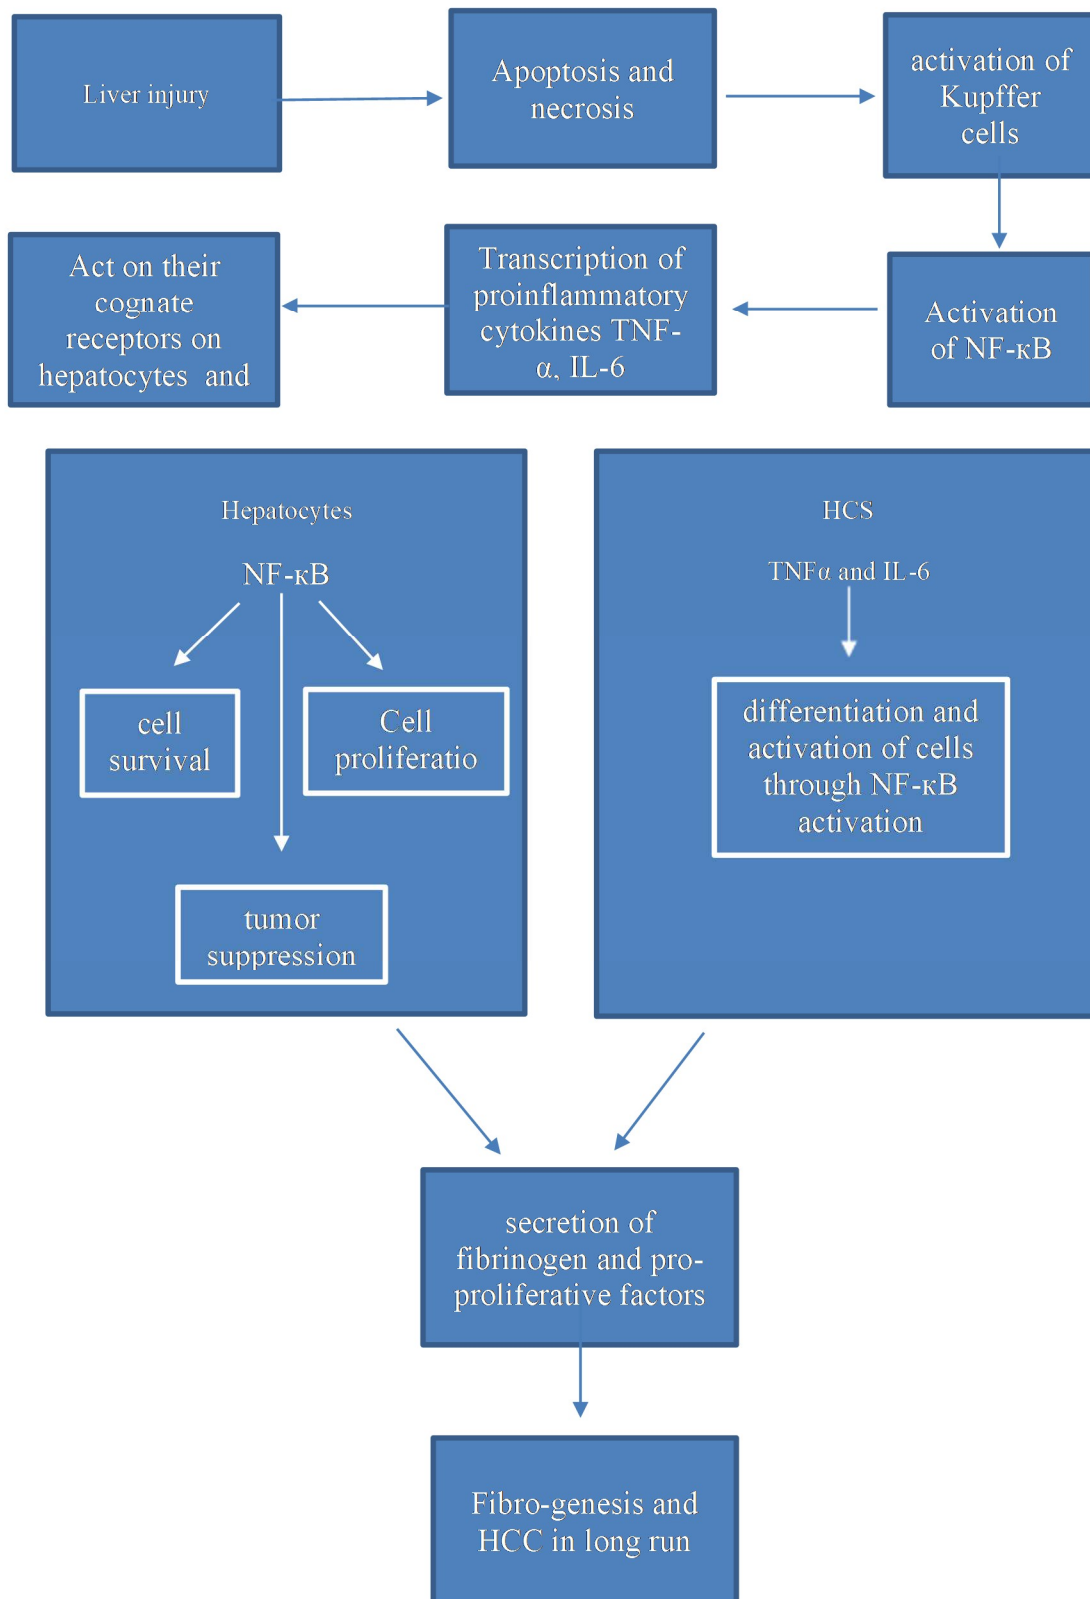 Liver injury
Apoptosis and
necrosis
activation of
Kupffer
cells
Activation
of NF-κB
Transcription of
proinflammatory
cytokines TNF-
α, IL-6
Act on their
cognate
receptors on
hepatocytes and
Hepatocytes
NF-κB
cell
survival
Cell
proliferatio
tumor
suppression
HCS
TNFα and IL-6
differentiation and
activation of cells
through NF-κB
activation
secretion of
fibrinogen and pro-
proliferative factors
Fibro-genesis and
HCC in long run